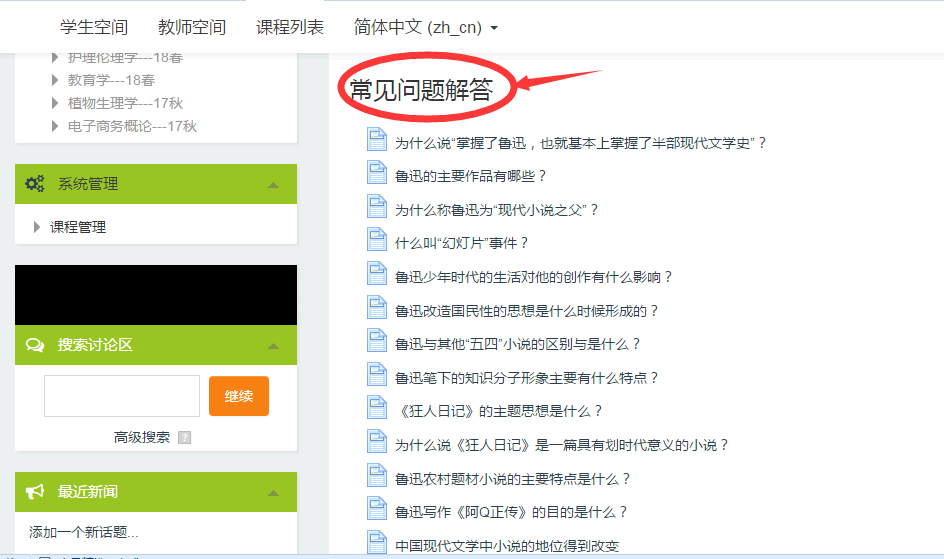 学生空间 教师空间 课程列表 简体中文 (zh_cn)
护理伦理学---18春
教育学---18春
植物生理学---17秋
电子商务概论---17秋
系统管理
课程管理
搜索讨论区
继续
高级搜索 ?
最近新闻
添加一个新话题...
常见问题解答
为什么说“掌握了鲁迅，也就基本上掌握了半部现代文学史”？
鲁迅的主要作品有哪些？
为什么称鲁迅为“现代小说之父”？
什么叫“幻灯片”事件？
鲁迅少年时代的生活对他的创作有什么影响？
鲁迅改造国民性的思想是什么时候形成的？
鲁迅与其他“五四”小说的区别与是什么？
鲁迅笔下的知识分子形象主要有什么特点？
《狂人日记》的主题思想是什么？
为什么说《狂人日记》是一篇具有划时代意义的小说？
鲁迅农村题材小说的主要特点是什么？
鲁迅写作《阿Q正传》的目的是什么？
中国现代文学中小说的地位得到改变